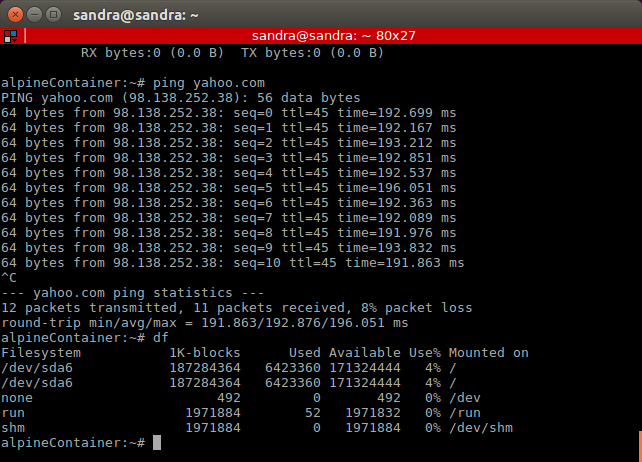 sandra@sandra: ~
sandra@sandra: ~ 80x27
RX bytes:0 (0.0 B)  TX bytes:0 (0.0 B)
alpineContainer:~# ping yahoo.com
PING yahoo.com (98.138.252.38): 56 data bytes
64 bytes from 98.138.252.38: seq=0 ttl=45 time=192.699 ms
64 bytes from 98.138.252.38: seq=1 ttl=45 time=192.167 ms
64 bytes from 98.138.252.38: seq=2 ttl=45 time=193.212 ms
64 bytes from 98.138.252.38: seq=3 ttl=45 time=192.851 ms
64 bytes from 98.138.252.38: seq=4 ttl=45 time=192.537 ms
64 bytes from 98.138.252.38: seq=5 ttl=45 time=196.051 ms
64 bytes from 98.138.252.38: seq=6 ttl=45 time=192.363 ms
64 bytes from 98.138.252.38: seq=7 ttl=45 time=192.089 ms
64 bytes from 98.138.252.38: seq=8 ttl=45 time=191.976 ms
64 bytes from 98.138.252.38: seq=9 ttl=45 time=193.832 ms
64 bytes from 98.138.252.38: seq=10 ttl=45 time=191.863 ms
^C
--- yahoo.com ping statistics ---
12 packets transmitted, 11 packets received, 8% packet loss
round-trip min/avg/max = 191.863/192.876/196.051 ms
alpineContainer:~# df
Filesystem           1K-blocks      Used Available Use% Mounted on
/dev/sda6            187284364   6423360 171324444   4% /
/dev/sda6            187284364   6423360 171324444   4% /
none                       492         0       492   0% /dev
run                    1971884        52   1971832   0% /run
shm                    1971884         0   1971884   0% /dev/shm
alpineContainer:~#